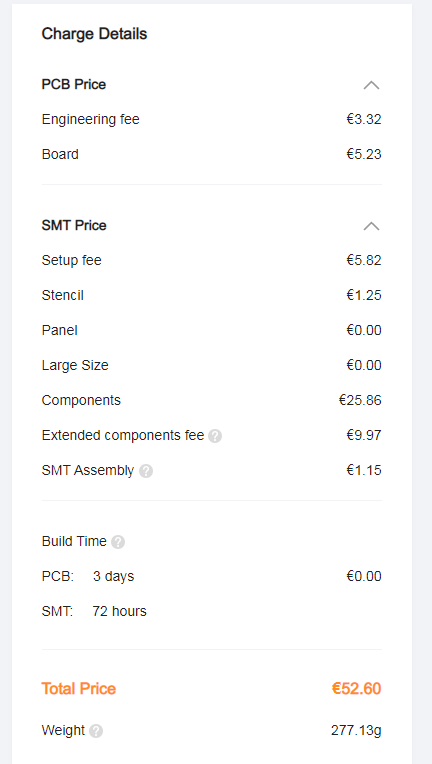 Charge Details
PCB Price
Engineering fee €3.32
Board €5.23
SMT Price
Setup fee €5.82
Stencil €1.25
Panel €0.00
Large Size €0.00
Components €25.86
Extended components fee ? €9.97
SMT Assembly ? €1.15
Build Time ?
PCB: 3 days €0.00
SMT: 72 hours
Total Price €52.60
Weight ? 277.13g